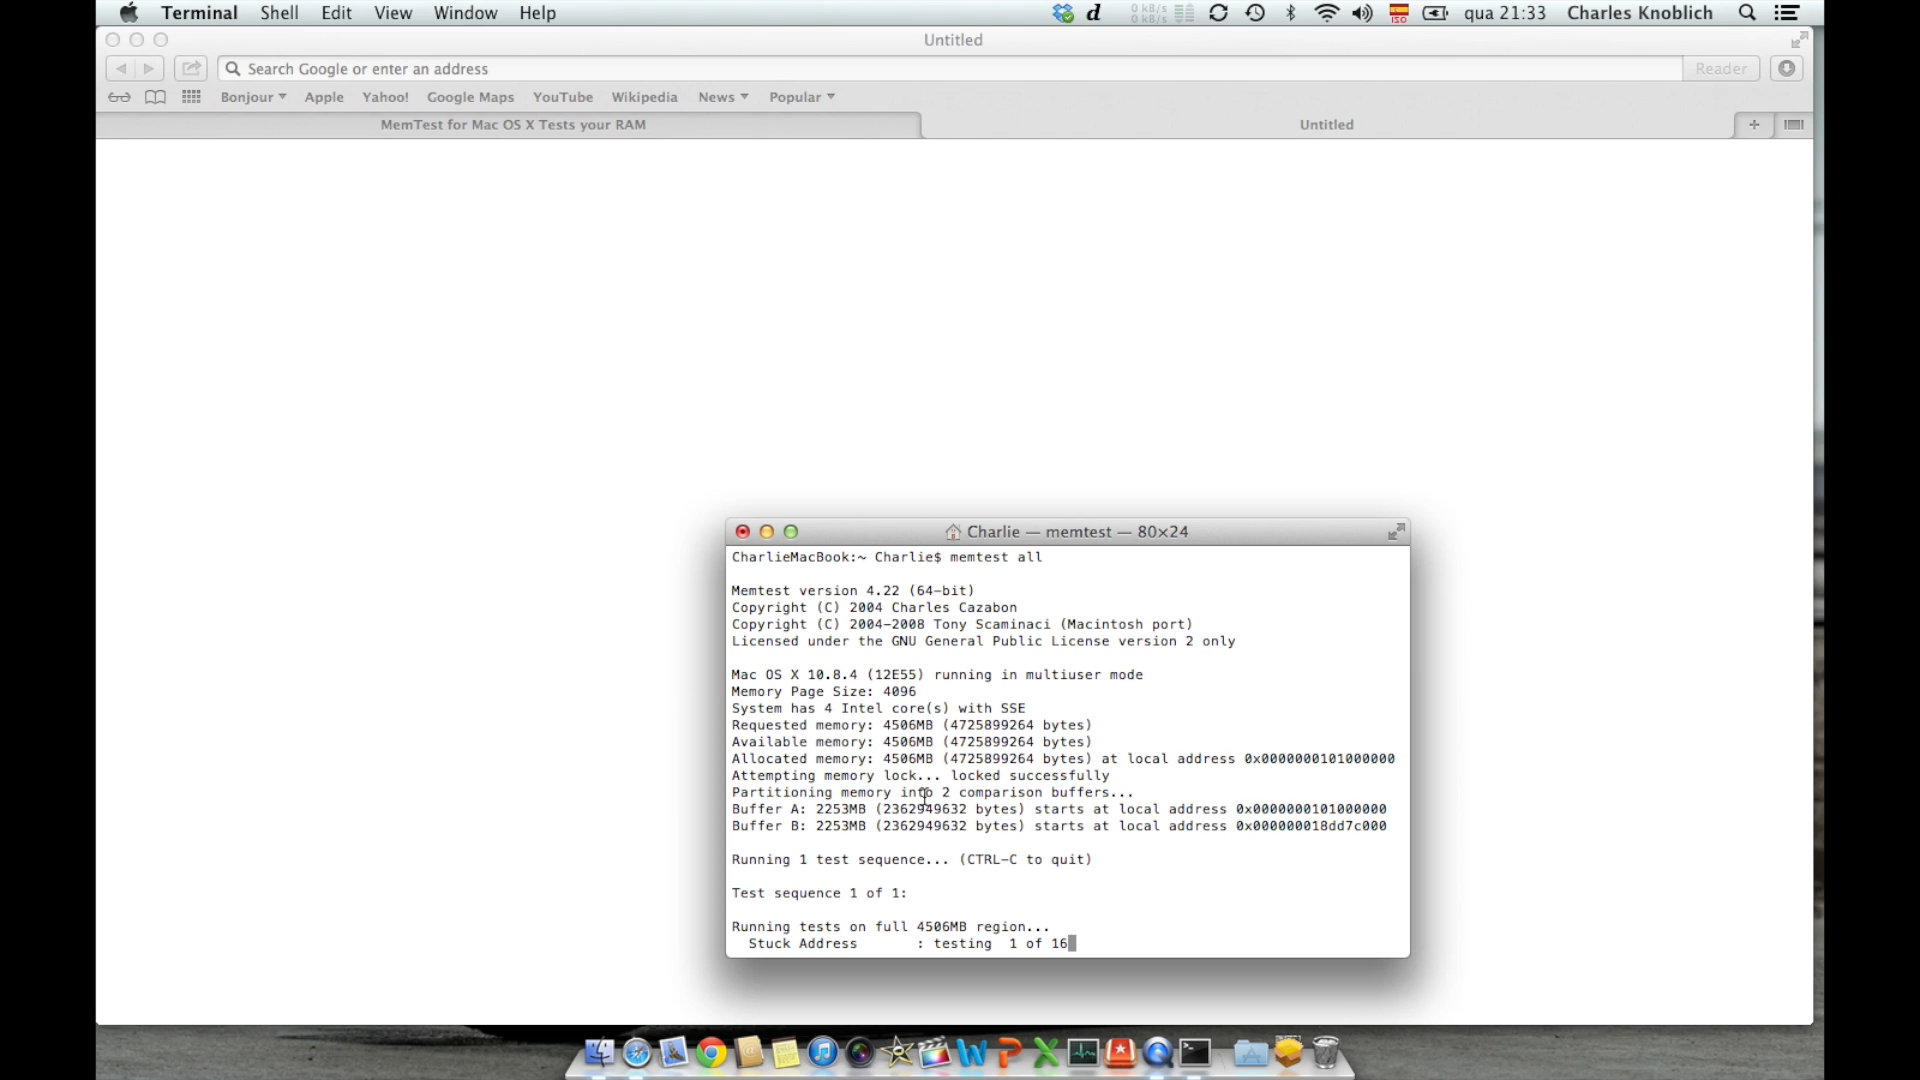 Terminal Shell Edit View Window Help
d 0 kB/s 0 kB/s ISO qua 21:33 Charles Knoblich
Untitled
Search Google or enter an address Reader
Bonjour Apple Yahoo! Google Maps YouTube Wikipedia News Popular
MemTest for Mac OS X Tests your RAM Untitled
Charlie — memtest — 80×24
CharlieMacBook:~ Charlie$ memtest all
Memtest version 4.22 (64-bit)
Copyright (C) 2004 Charles Cazabon
Copyright (C) 2004-2008 Tony Scaminaci (Macintosh port)
Licensed under the GNU General Public License version 2 only
Mac OS X 10.8.4 (12E55) running in multiuser mode
Memory Page Size: 4096
System has 4 Intel core(s) with SSE
Requested memory: 4506MB (4725899264 bytes)
Available memory: 4506MB (4725899264 bytes)
Allocated memory: 4506MB (4725899264 bytes) at local address 0x0000000101000000
Attempting memory lock... locked successfully
Partitioning memory into 2 comparison buffers...
Buffer A: 2253MB (2362949632 bytes) starts at local address 0x0000000101000000
Buffer B: 2253MB (2362949632 bytes) starts at local address 0x000000018dd7c000
Running 1 test sequence... (CTRL-C to quit)
Test sequence 1 of 1:
Running tests on full 4506MB region...
Stuck Address : testing 1 of 16